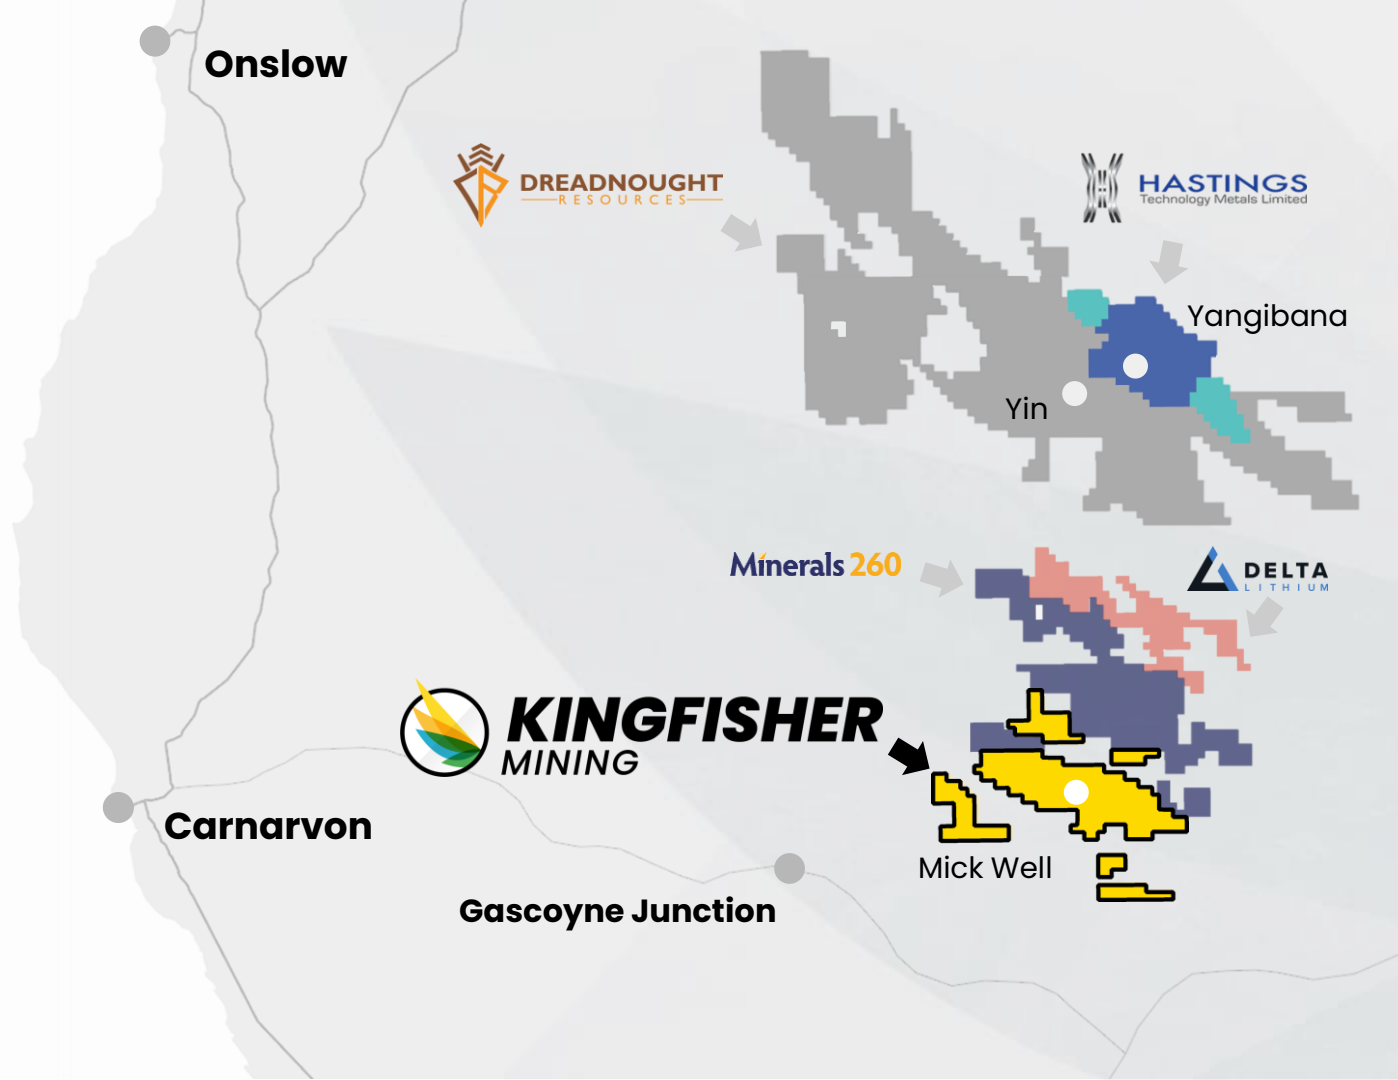 Onslow
DREADNOUGHT
RESOURCES
HASTINGS
Technology Metals Limited
Yangibana
Yin
Minerals 260
DELTA
LITHIUM
KINGFISHER
MINING
Carnarvon
Mick Well
Gascoyne Junction